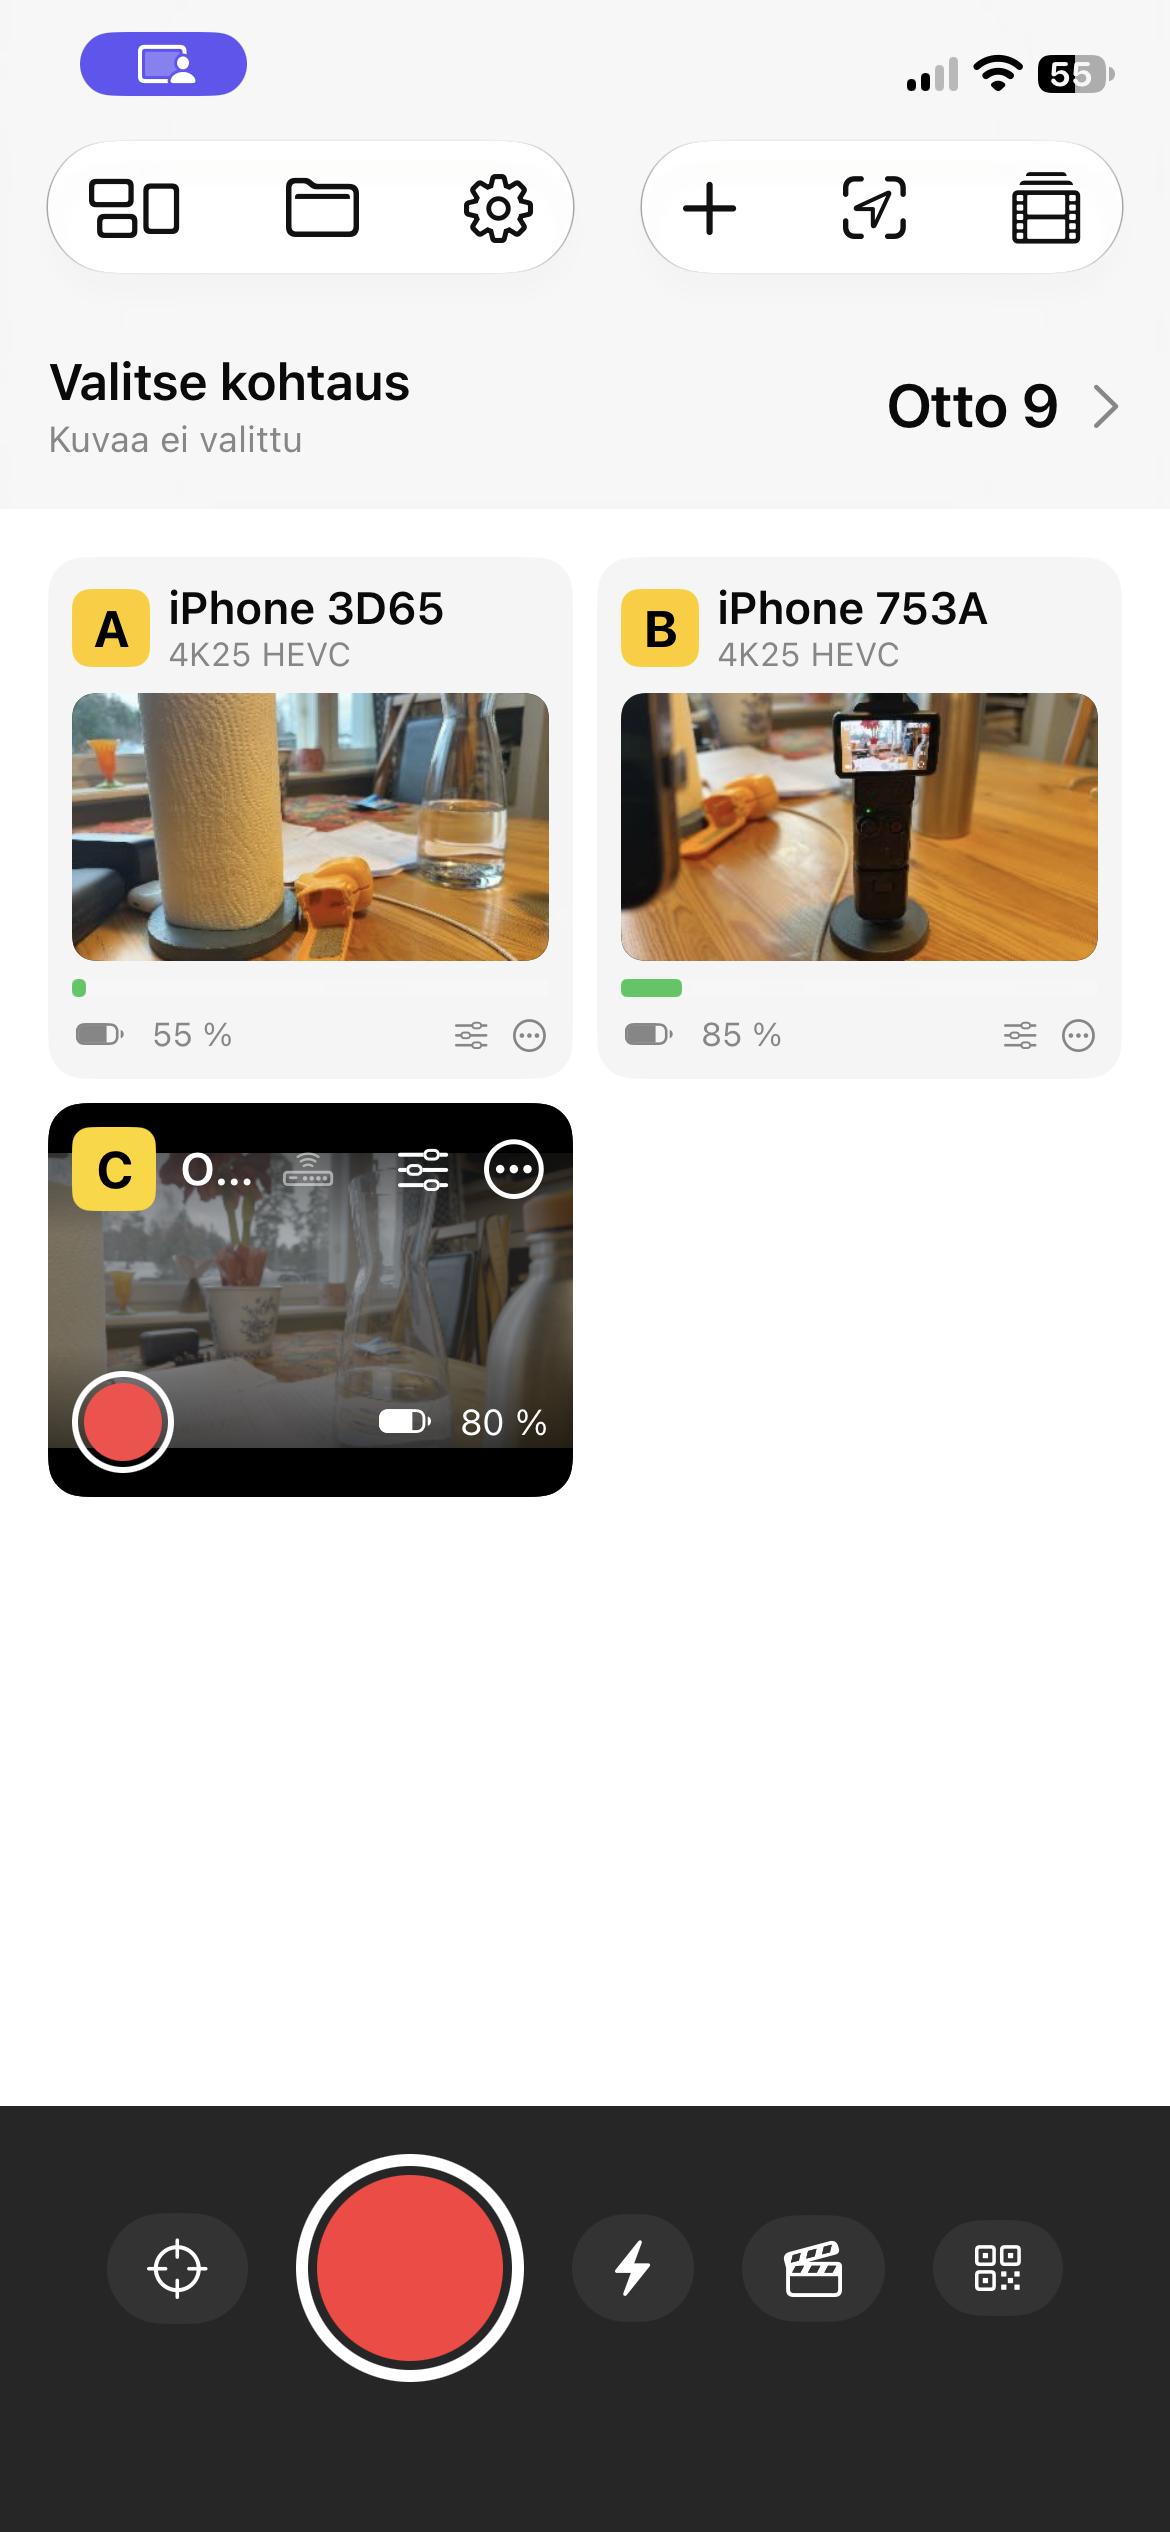 55
Valitse kohtaus
Kuvaa ei valittu
Otto 9
A
iPhone 3D65
4K25 HEVC
55 %
B
iPhone 753A
4K25 HEVC
85 %
C
O...
80 %